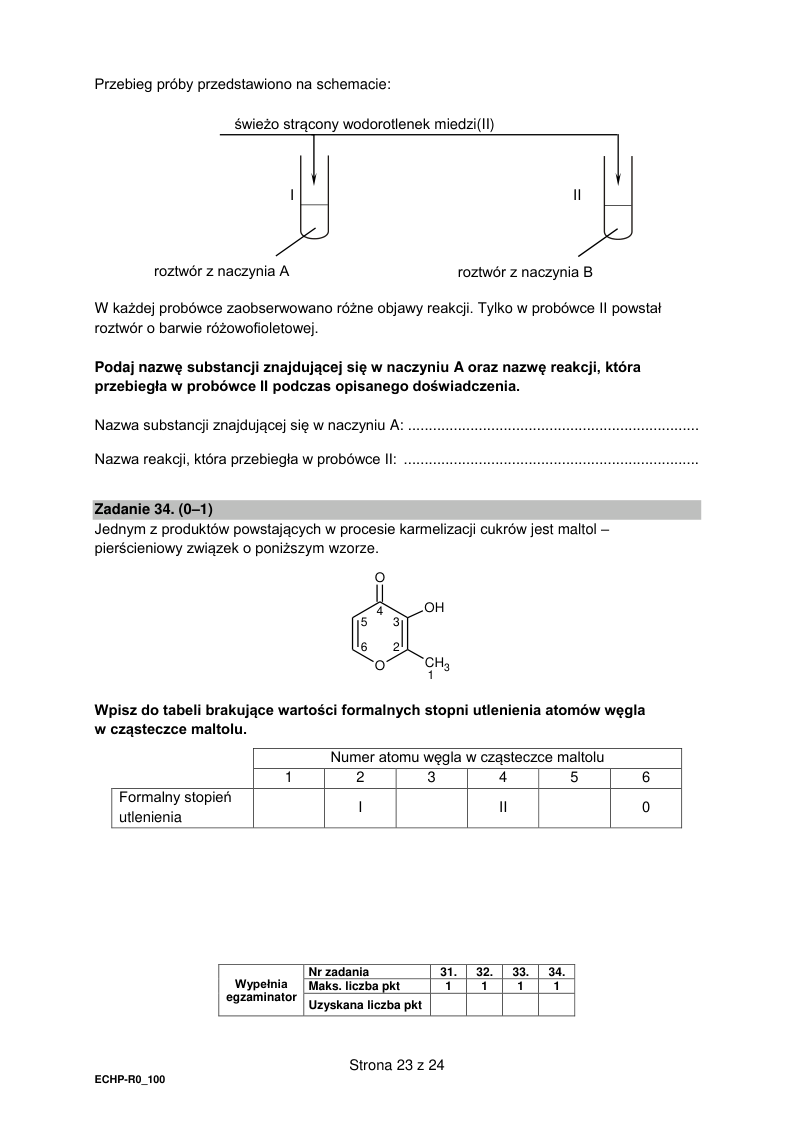 Przebieg próby przedstawiono na schemacie:
świeżo strącony wodorotlenek miedzi(II)
I
II
roztwór z naczynia A
roztwór z naczynia B
W każdej probówce zaobserwowano różne objawy reakcji. Tylko w probówce II powstał
roztwór o barwie różowofioletowej.
Podaj nazwę substancji znajdującej się w naczyniu A oraz nazwę reakcji, która
przebiegła w probówce II podczas opisanego doświadczenia.
Nazwa substancji znajdującej się w naczyniu A: ......................................................................
Nazwa reakcji, która przebiegła w probówce II: .......................................................................
Zadanie 34. (0–1)
Jednym z produktów powstających w procesie karmelizacji cukrów jest maltol –
pierścieniowy związek o poniższym wzorze.
O
4
OH
5
3
6
2
O
CH3
1
Wpisz do tabeli brakujące wartości formalnych stopni utlenienia atomów węgla
w cząsteczce maltolu.
Numer atomu węgla w cząsteczce maltolu
1 2 3 4 5 6
Formalny stopień
utlenienia
I II 0
Wypełnia
egzaminator
Nr zadania 31. 32. 33. 34.
Maks. liczba pkt 1 1 1 1
Uzyskana liczba pkt
Strona 23 z 24
ECHP-R0_100